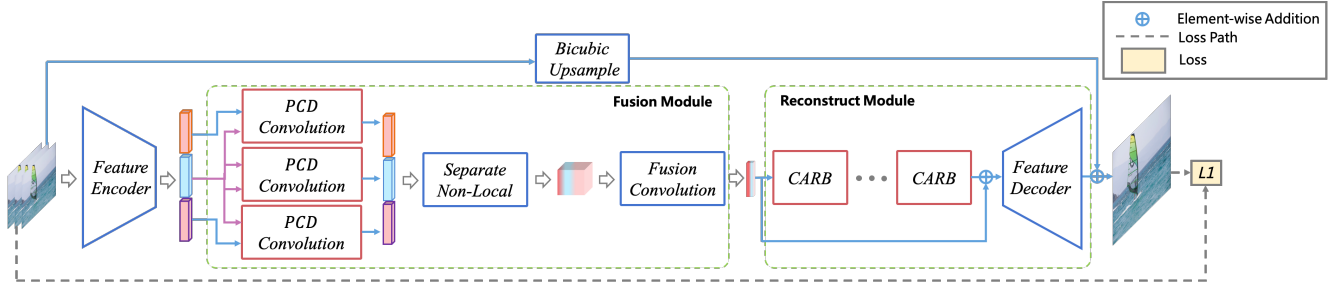 Element-wise Addition
Loss Path
Loss
Bicubic
Upsample
Fusion Module
Reconstruct Module
PCD
Convolution
PCD
Convolution
PCD
Convolution
Feature
Encoder
Separate
Non-Local
Fusion
Convolution
CARB
CARB
Feature
Decoder
L1